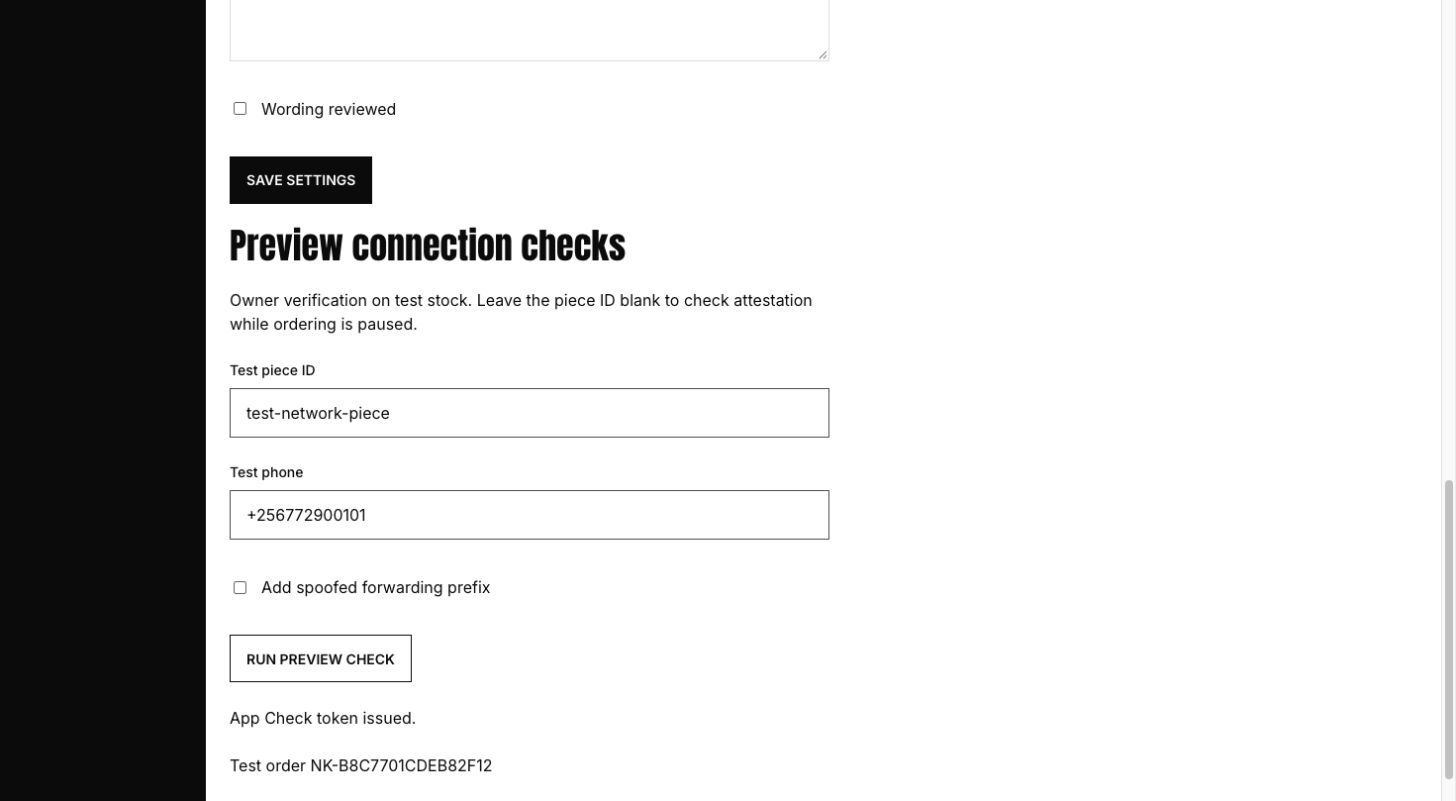 Wording reviewed
SAVE SETTINGS
Preview connection checks
Owner verification on test stock. Leave the piece ID blank to check attestation
while ordering is paused.
Test piece ID
test-network-piece
Test phone
+256772900101
Add spoofed forwarding prefix
RUN PREVIEW CHECK
App Check token issued.
Test order NK-B8C7701CDEB82F12